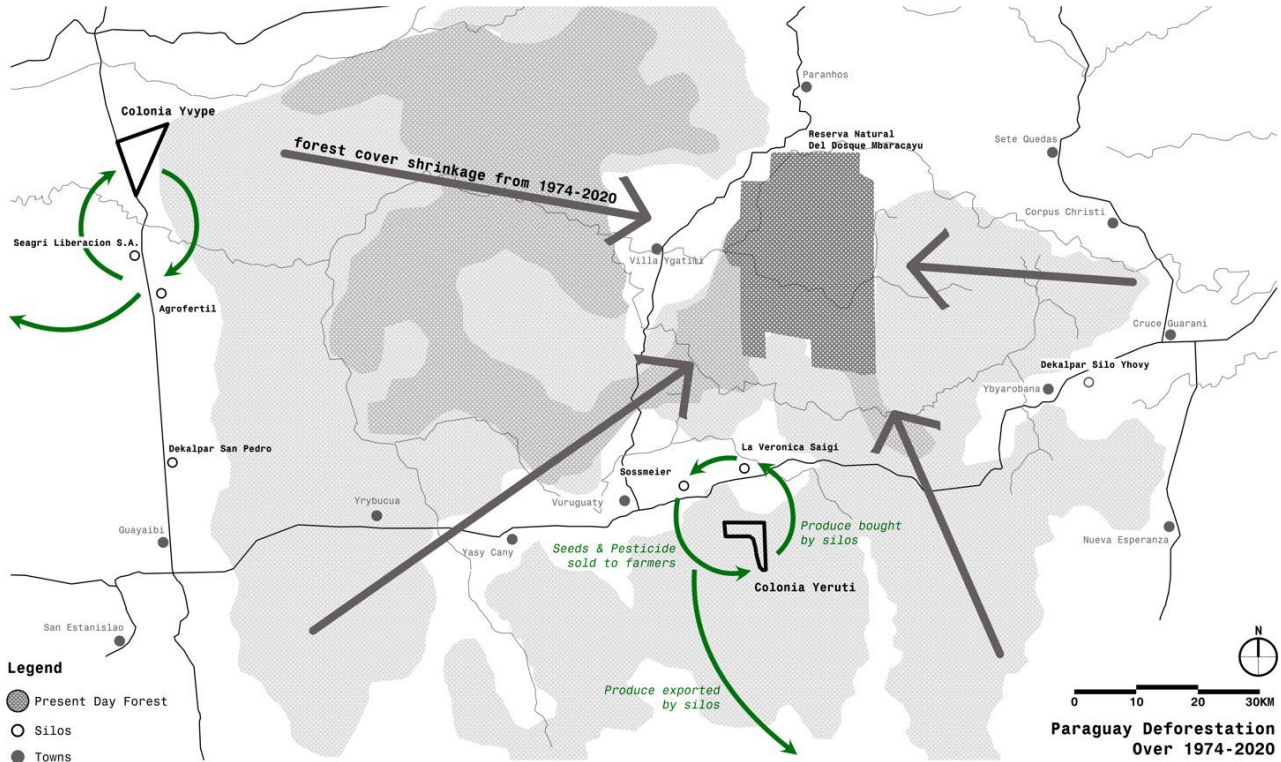 Paranhos
Colonia Yvype
Reserva Natural
Del Dosque Mbaracayu
Sete Quedas
forest cover shrinkage from 1974-2020
Corpus Christi
Seagri Liberacion S.A.
Villa Ygatimi
Agrofertil
Cruce Guarani
Dekalpar Silo Yhovy
Ybyarobana
Dekalpar San Pedro
La Veronica Saigi
Sossmeier
Yrybucua
Vuruguaty
Guayaibi
Yasy Cany
Seeds & Pesticide
sold to farmers
Produce bought
by silos
Nueva Esperanza
Colonia Yeruti
San Estanislao
Produce exported
by silos
Legend
Present Day Forest
Silos
Towns
N
0 10 20 30KM
Paraguay Deforestation
Over 1974-2020